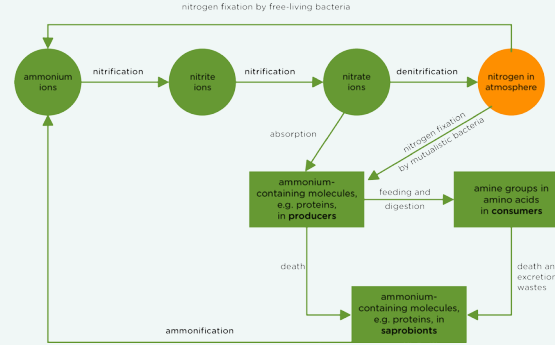 nitrogen fixation by free-living bacteria
ammonium
ions
nitrification
nitrite
ions
nitrification
nitrate
ions
denitrification
nitrogen in
atmosphere
absorption
nitrogen fixation
by mutualistic bacteria
ammonium-
containing molecules,
e.g. proteins,
in producers
feeding and
digestion
amine groups in
amino acids
in consumers
death
death an
excretion
wastes
ammonium-
containing molecules,
e.g. proteins, in
saprobionts
ammonification